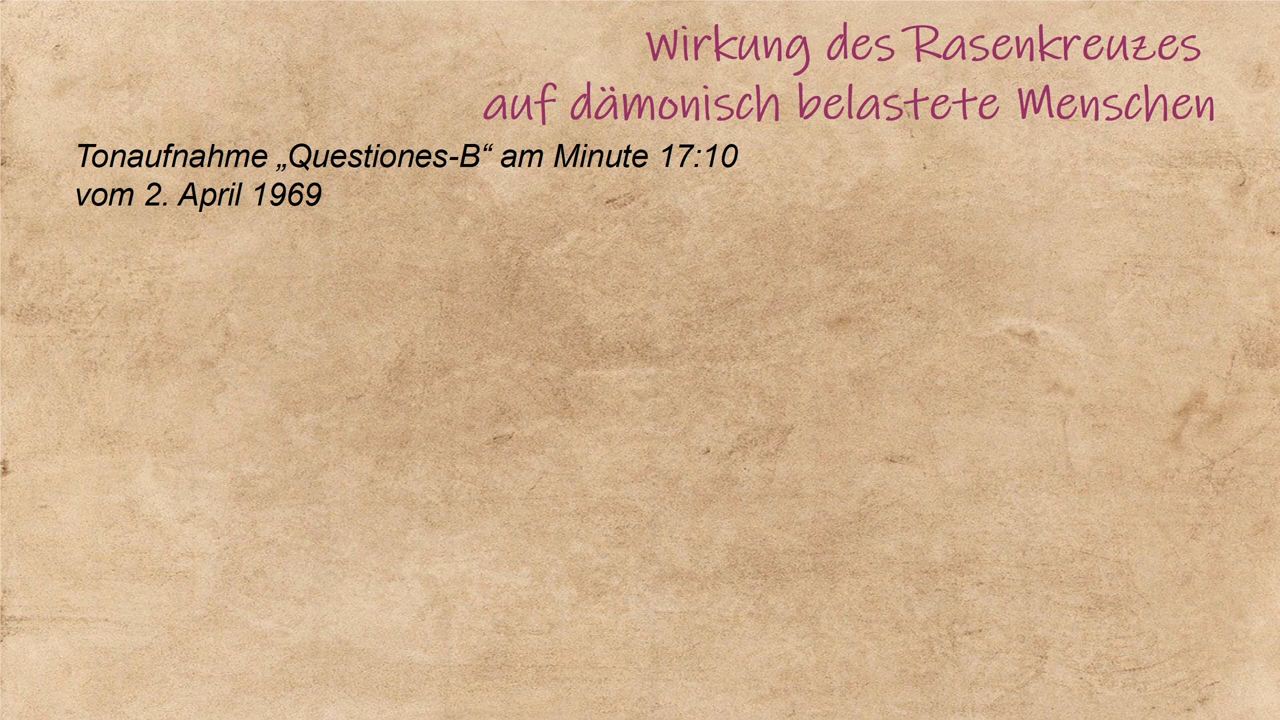 Wirkung des Rasenkreuzes
auf dämonisch belastete Menschen
Tonaufnahme „Questiones-B“ am Minute 17:10
vom 2. April 1969